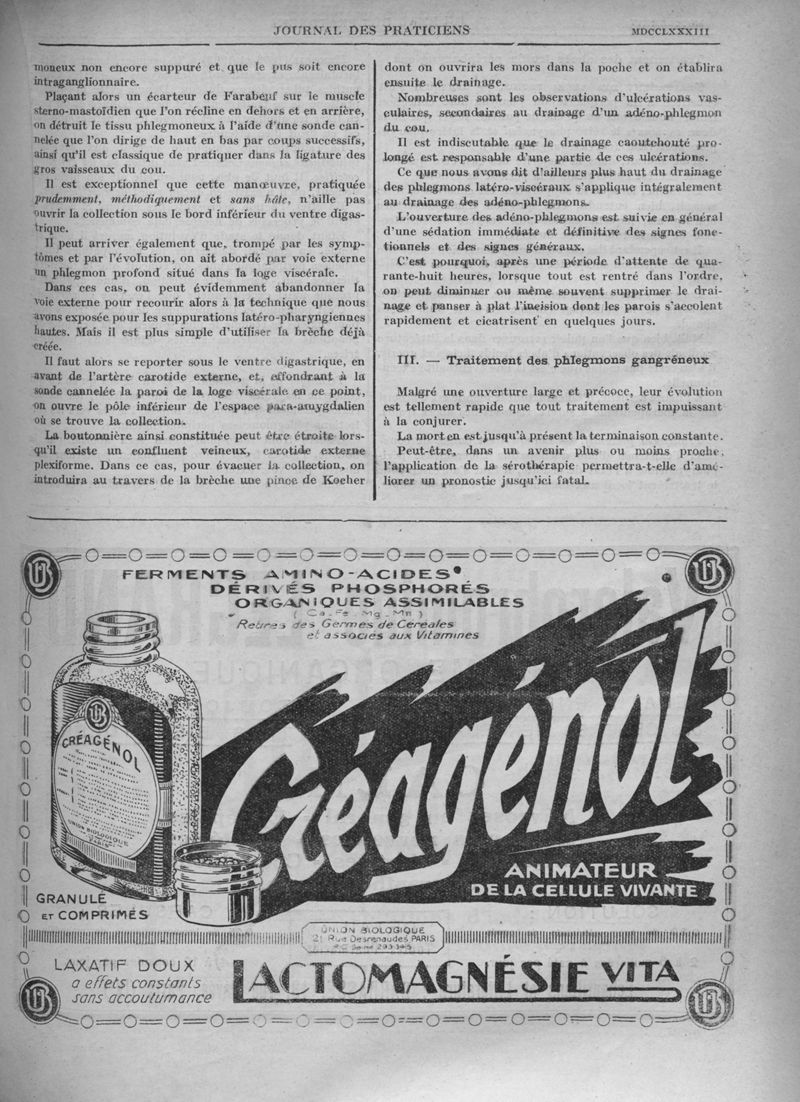 JOURNAL DES PRATICIENS
MDCCLXXXIII
moneux non encore suppuré et que le pus soit encore
intraganglionnaire.
Plaçant alors un écarteur de Farabeuf sur le muscle
sterno-mastoïdien que l'on récline en dehors et en arrière,
on détruit le tissu phlegmoneux à l'aide d'une sonde can-
nelée que l'on dirige de haut en bas par coups successifs,
ainsi qu'il est classique de pratiquer dans la ligature des
gros vaisseaux du cou.
Il est exceptionnel que cette manœuvre, pratiquée
prudemment, méthodiquement et sans hâte, n'aille pas
ouvrir la collection sous le bord inférieur du ventre digas-
trique.
Il peut arriver également que, trompé par les symp-
tômes et par l'évolution, on ait abordé par voie externe
un phlegmon profond situé dans la loge viscérale.
Dans ces cas, on peut évidemment abandonner la
voie externe pour recourir alors à la technique que nous
avons exposée pour les suppurations latéro-pharyngiennes
hautes. Mais il est plus simple d'utiliser la brèche déjà
créée.
Il faut alors se reporter sous le ventre digastrique, en
avant de l'artère carotide externe, et, effondrant à la
sonde cannelée la paroi de la loge viscérale en ce point,
on ouvre le pôle inférieur de l'espace para-amygdalien
où se trouve la collection.
La boutonnière ainsi constituée peut être étroite lors-
qu'il existe un confluent veineux, carotide externe
plexiforme. Dans ce cas, pour évacuer la collection, on
introduira au travers de la brèche une pince de Kocher
dont on ouvrira les mors dans la poche et on établira
ensuite le drainage.
Nombreuses sont les observations d'ulcérations vas-
culaires, secondaires au drainage d'un adéno-phlegmon
du cou.
Il est indiscutable que le drainage caoutchouté pro-
longé est responsable d'une partie de ces ulcérations.
Ce que nous avons dit d'ailleurs plus haut du drainage
des phlegmons latéro-viscéraux s'applique intégralement
au drainage des adéno-phlegmons.
L'ouverture des adéno-phlegmons est suivie en général
d'une sédation immédiate et définitive des signes fonc-
tionnels et des signes généraux.
C'est pourquoi, après une période d'attente de qua-
rante-huit heures, lorsque tout est rentré dans l'ordre,
on peut diminuer ou même souvent supprimer le drai-
nage et panser à plat l'incision dont les parois s'accolent
rapidement et cicatrisent en quelques jours.
III. — Traitement des phlegmons gangréneux
Malgré une ouverture large et précoce, leur évolution
est tellement rapide que tout traitement est impuissant
à la conjurer.
La mort en est jusqu'à présent la terminaison constante.
Peut-être, dans un avenir plus ou moins proche,
l'application de la sérothérapie permettra-t-elle d'amé-
liorer un pronostic jusqu'ici fatal.
FERMENTS AMINO-ACIDES
DÉRIVÉS PHOSPHORÉS
ORGANIQUES ASSIMILABLES
(Ca-Fe-Mg-Mn)
Retirés des Germes de Céréales
et associés aux Vitamines
UB
CRÉAGÉNOL
UNION BIOLOGIQUE
PARIS
Créagénol
ANIMATEUR
DE LA CELLULE VIVANTE
GRANULÉ
ET COMPRIMÉS
UNION BIOLOGIQUE
21 Rue Desrenaudes PARIS
LAXATIF DOUX
a effets constants
sans accoutumance
LACTOMAGNÉSIE VITA